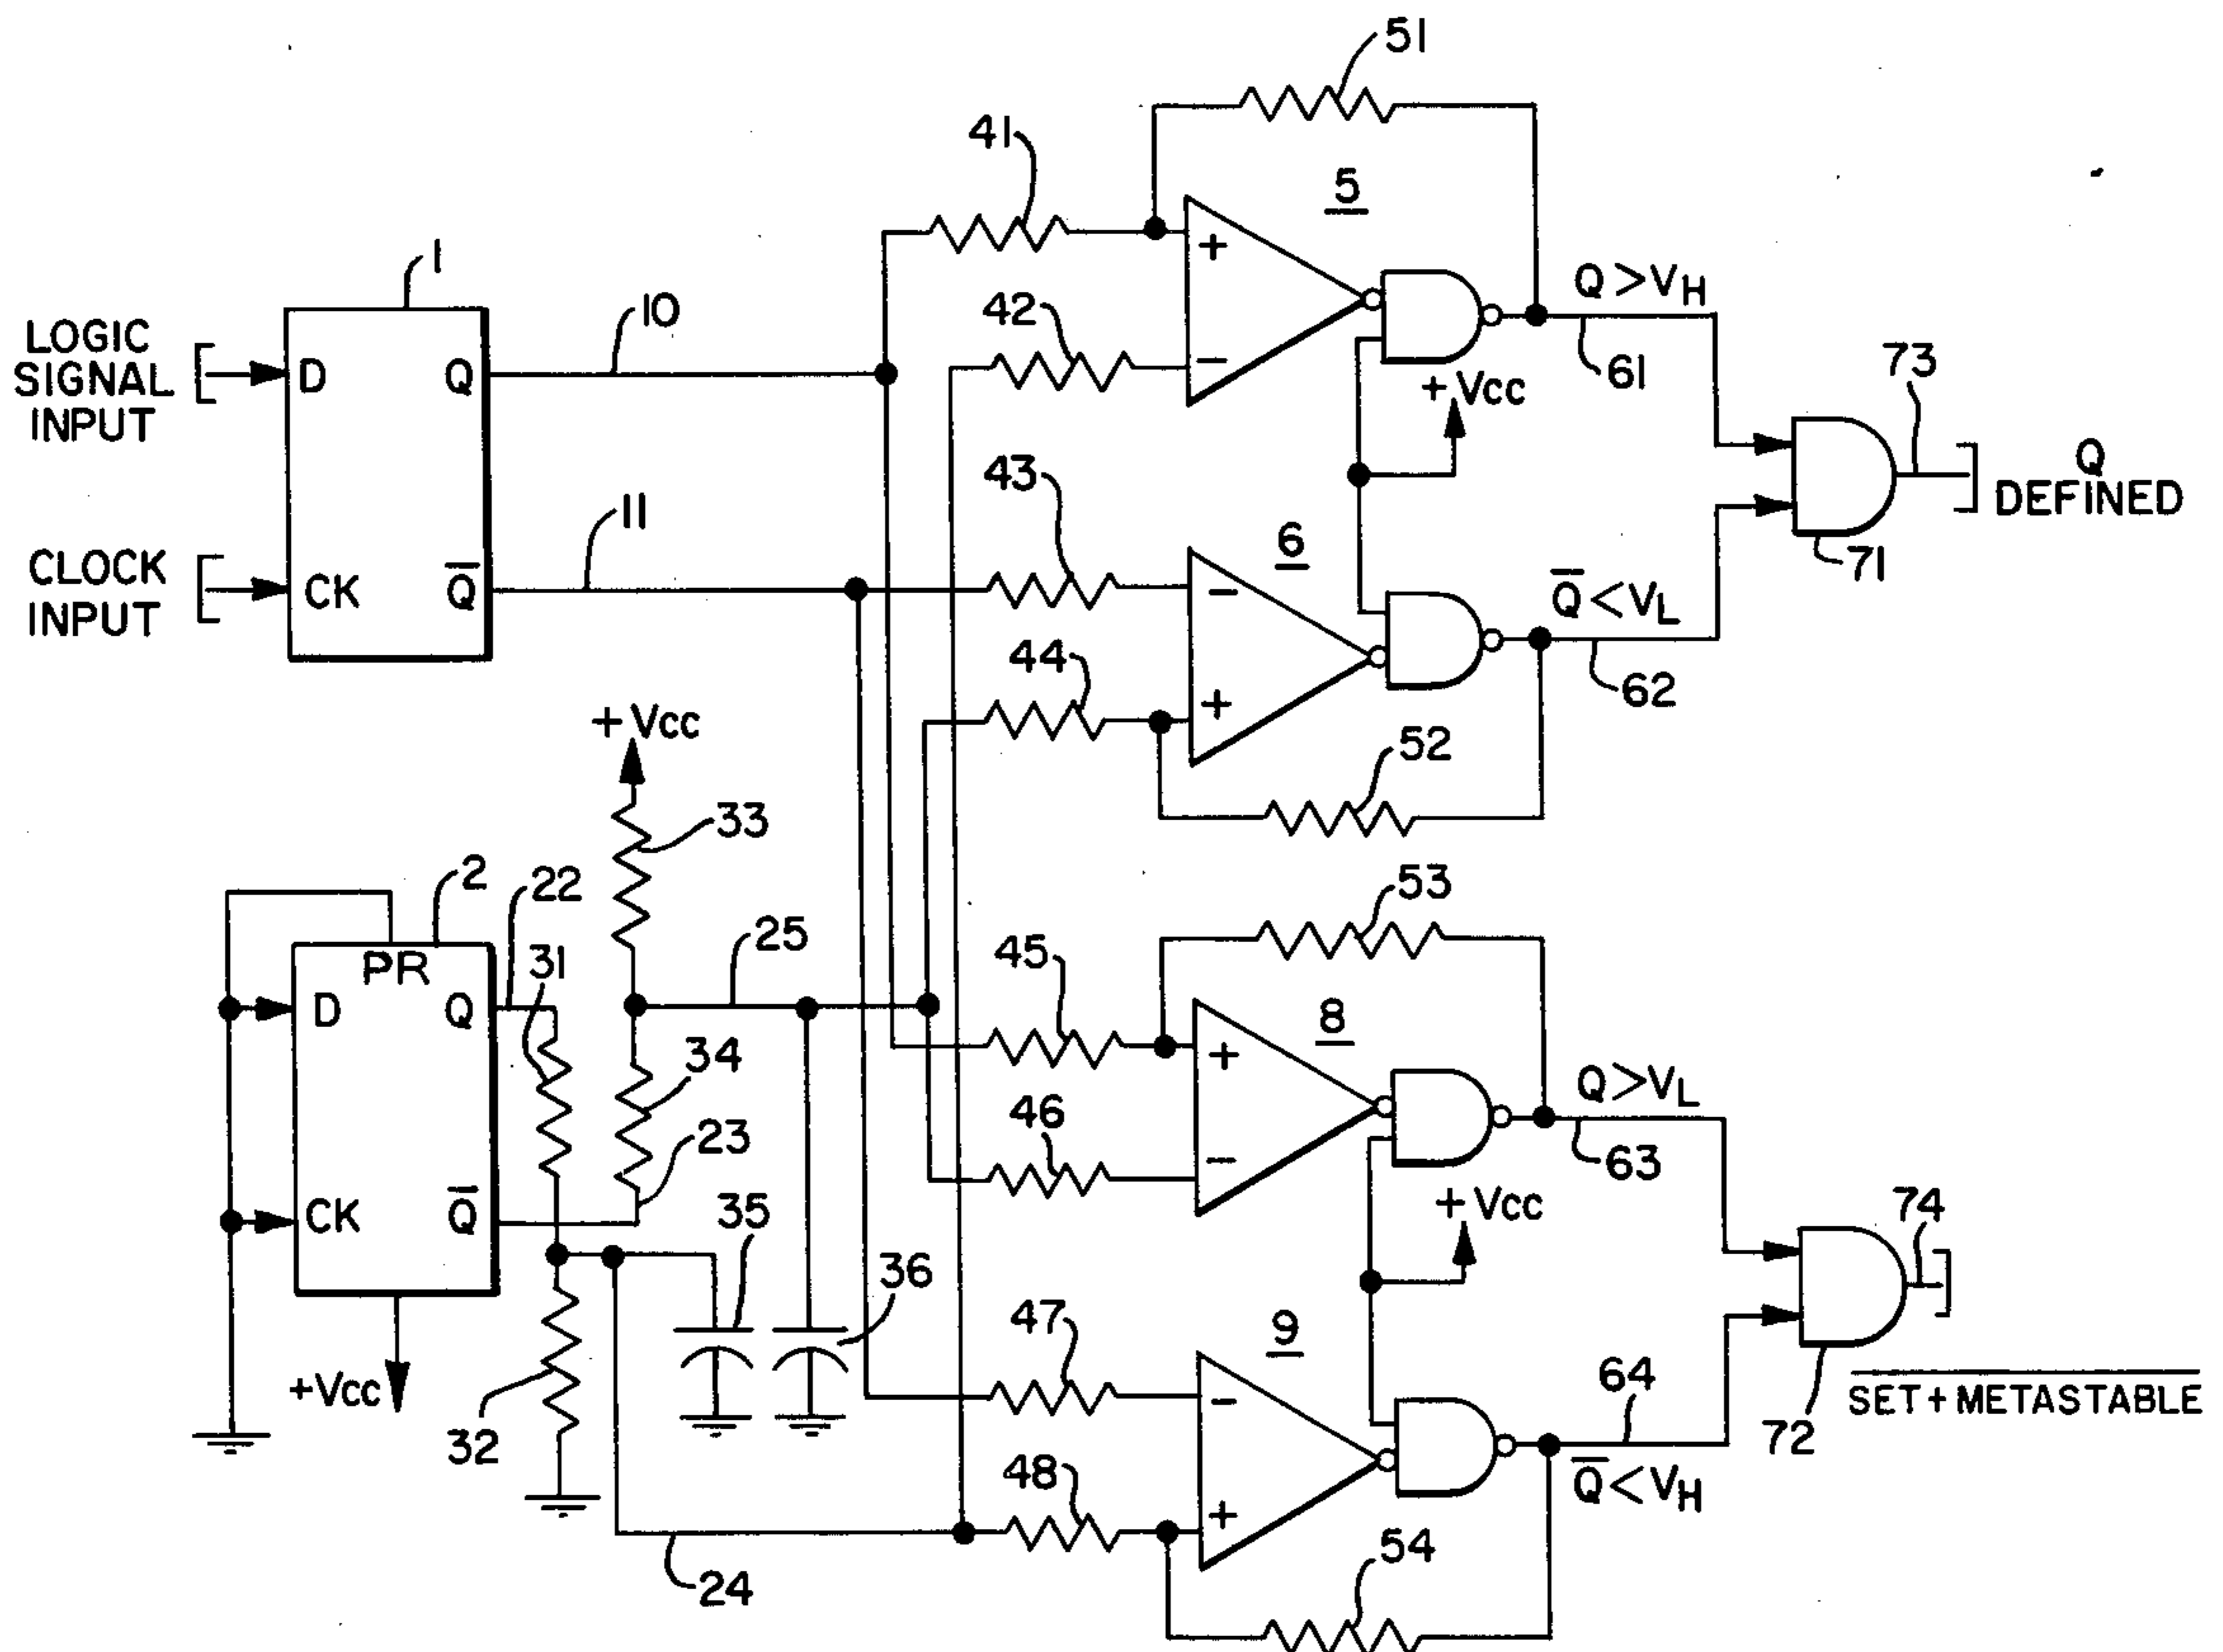 51
41
5
1
LOGIC
SIGNAL
INPUT
D
Q
10
42
+
−
+ VCC
Q > VH
61
73
Q
DEFINED
71
CLOCK
INPUT
CK
Q̅
11
43
6
−
+
Q̅ < VL
62
44
52
+ VCC
33
2
22
PR
31
D
Q
25
45
53
8
+
−
Q > VL
63
34
46
23
CK
Q̅
35
36
+ VCC
74
47
9
−
+
64
SET + METASTABLE
72
+VCC
32
48
Q̅ < VH
24
54